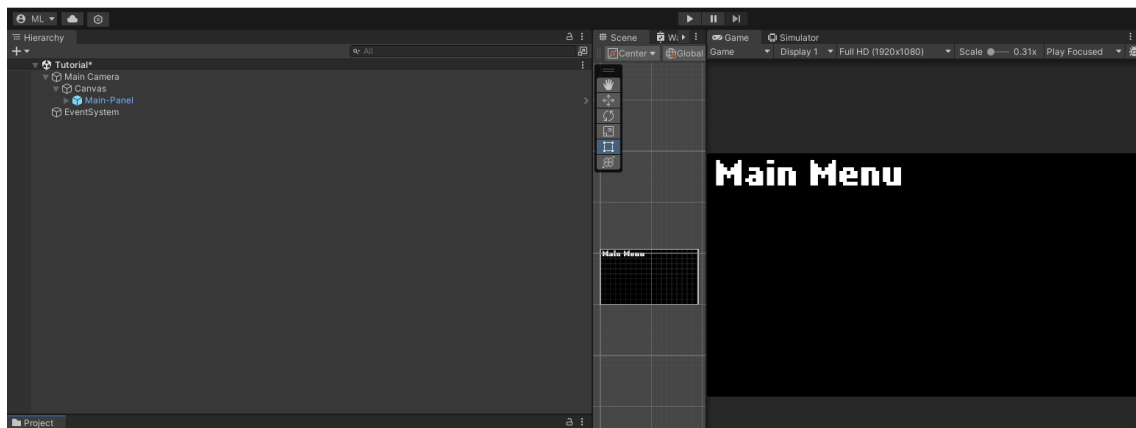 ML
Hierarchy
All
Tutorial*
Main Camera
Canvas
Main-Panel
EventSystem
Project
Scene
Center
Global
Main Menu
Game
Simulator
Game
Display 1
Full HD (1920x1080)
Scale
0.31x
Play Focused
Main Menu